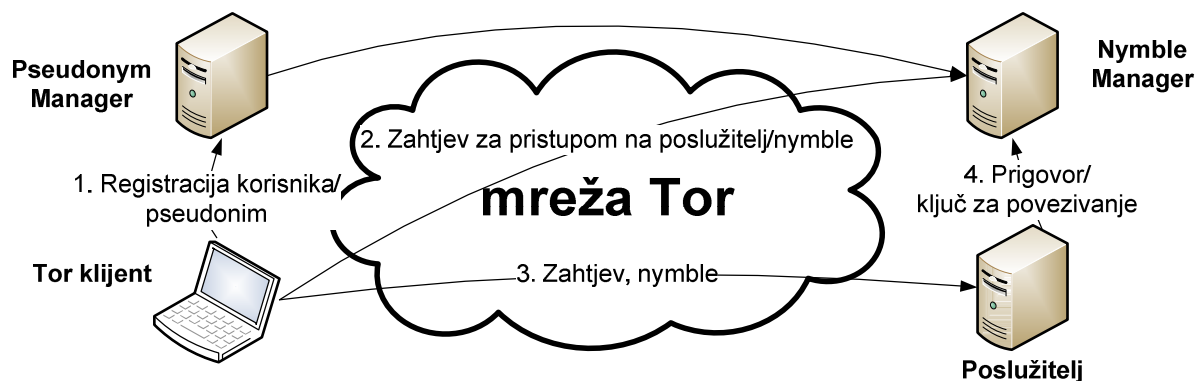 Pseudonym
Manager
Nymble
Manager
2. Zahtjev za pristupom na poslužitelj/nymble
1. Registracija korisnika/
pseudonim
mreža Tor
4. Prigovor/
ključ za povezivanje
Tor klijent
3. Zahtjev, nymble
Poslužitelj